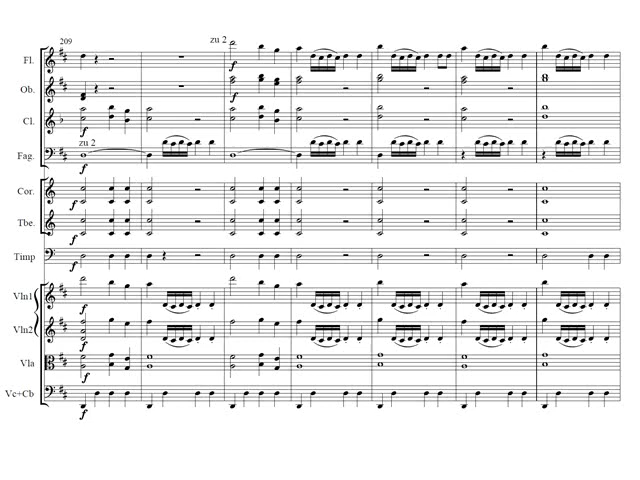 209
zu 2
Fl.
f
Ob.
f
Cl.
f
zu 2
Fag.
f
Cor.
f
Tbe.
f
Timp
f
Vln1
f
Vln2
f
Vla
f
Vc+Cb
f